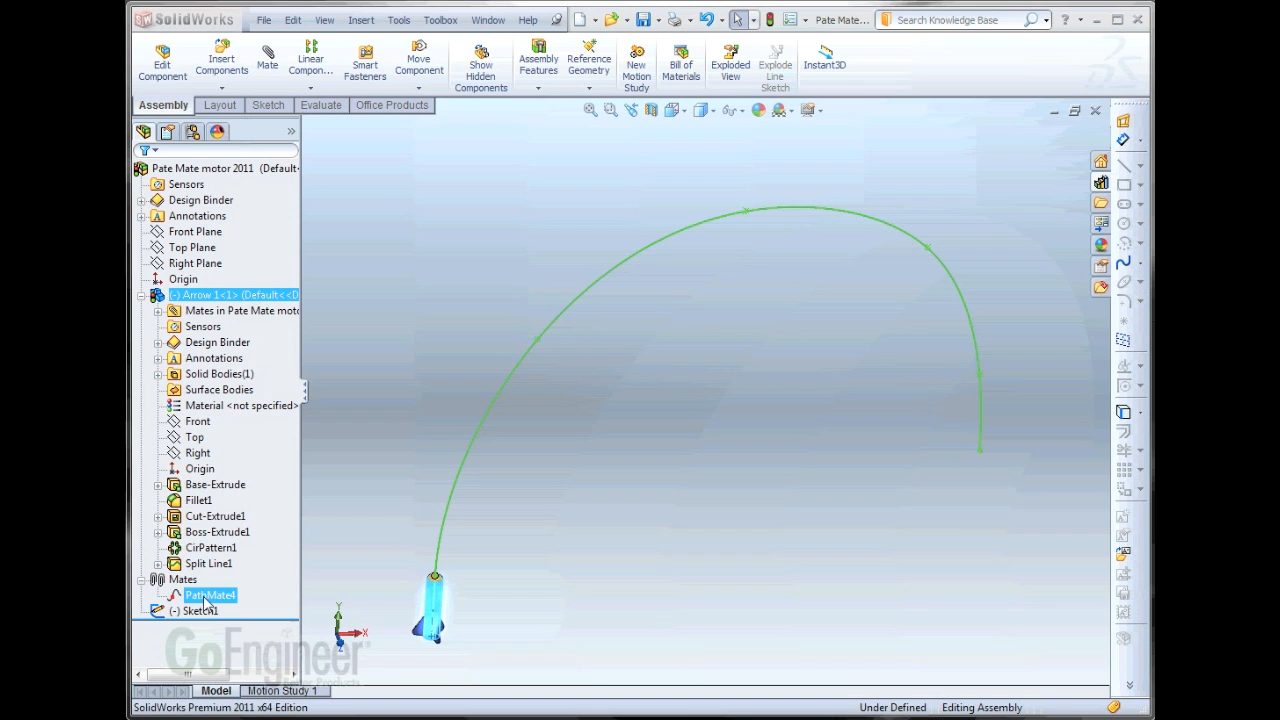 SolidWorks File Edit View Insert Tools Toolbox Window Help Pate Mate... Search Knowledge Base
Edit Component
Insert Components
Mate
Linear Compon...
Smart Fasteners
Move Component
Show Hidden Components
Assembly Features
Reference Geometry
New Motion Study
Bill of Materials
Exploded View
Explode Line Sketch
Instant3D
Assembly Layout Sketch Evaluate Office Products
Pate Mate motor 2011 (Default
Sensors
Design Binder
Annotations
Front Plane
Top Plane
Right Plane
Origin
(-) Arrow 1<1> (Default<<D
Mates in Pate Mate moto
Sensors
Design Binder
Annotations
Solid Bodies(1)
Surface Bodies
Material <not specified>
Front
Top
Right
Origin
Base-Extrude
Fillet1
Cut-Extrude1
Boss-Extrude1
CirPattern1
Split Line1
Mates
PathMate4
(-) Sketch1
Y
X
Z
GoEngineer
Model Motion Study 1
SolidWorks Premium 2011 x64 Edition Under Defined Editing Assembly